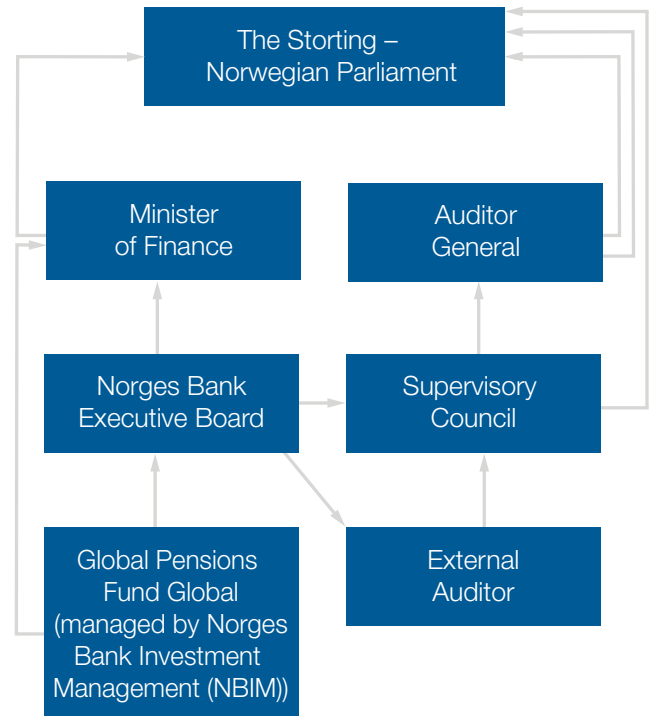 The Storting –
Norwegian Parliament
Minister
of Finance
Auditor
General
Norges Bank
Executive Board
Supervisory
Council
Global Pensions
Fund Global
(managed by Norges
Bank Investment
Management (NBIM))
External
Auditor